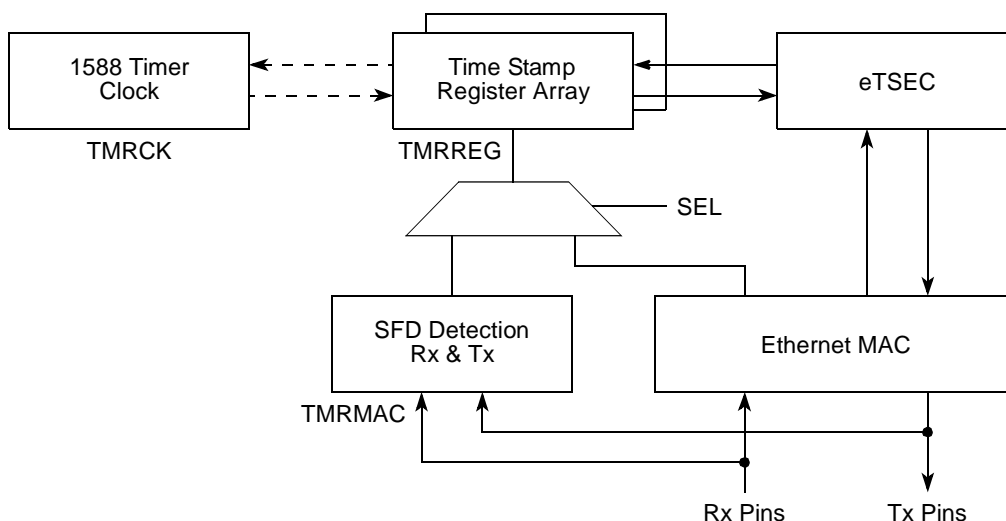 1588 Timer
Clock
Time Stamp
Register Array
eTSEC
TMRCK
TMRREG
SEL
SFD Detection
Rx & Tx
Ethernet MAC
TMRMAC
Rx Pins
Tx Pins